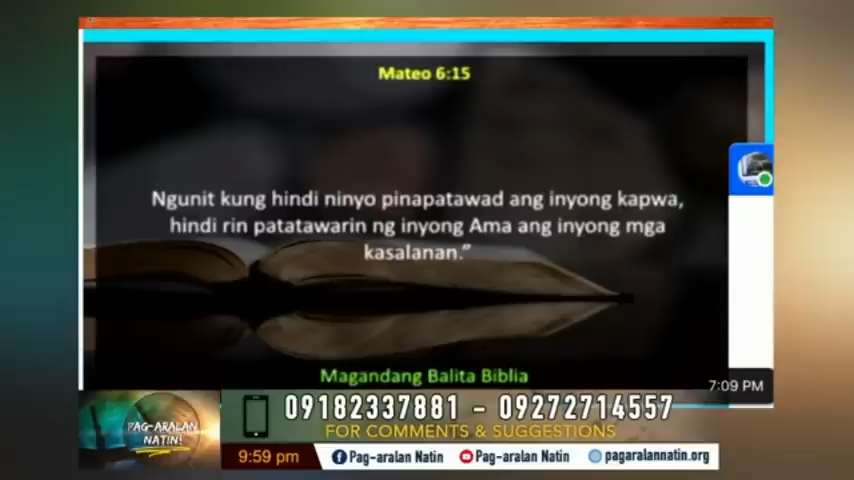 Mateo 6:15
Ngunit kung hindi ninyo pinapatawad ang inyong kapwa,
hindi rin patatawarin ng inyong Ama ang inyong mga
kasalanan.”
Magandang Balita Biblia
7:09 PM
PAG-ARALAN
NATIN!
09182337881 - 09272714557
FOR COMMENTS & SUGGESTIONS
9:59 pm
Pag-aralan Natin
Pag-aralan Natin
pagaralannatin.org